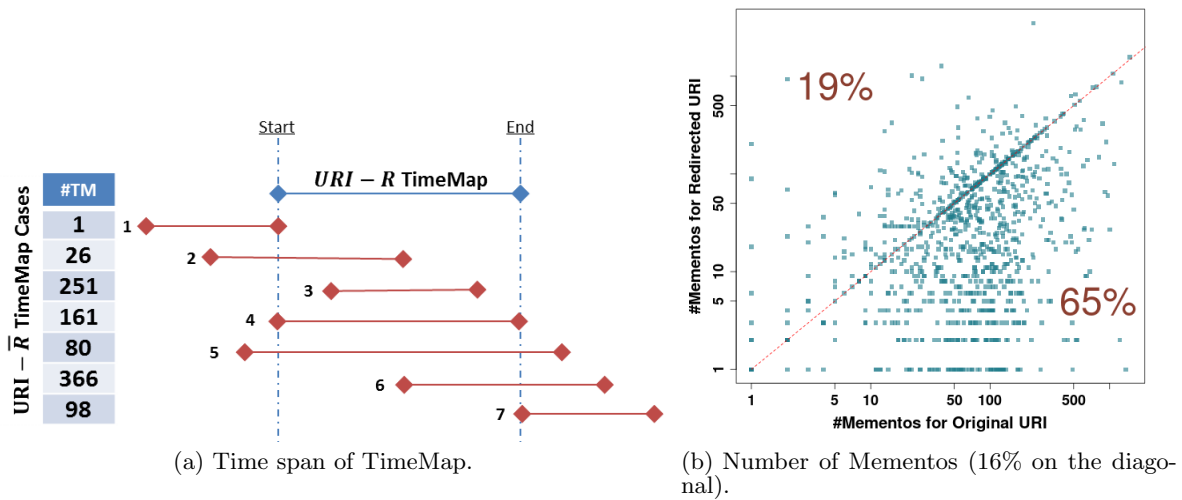 Start
End
URI − R TimeMap
URI − R̅ TimeMap Cases
#TM
1
26
251
161
80
366
98
1
2
3
4
5
6
7
(a) Time span of TimeMap.
#Mementos for Redirected URI
500
50
10
5
1
19%
65%
1
5
10
50
100
500
#Mementos for Original URI
(b) Number of Mementos (16% on the diago-
nal).